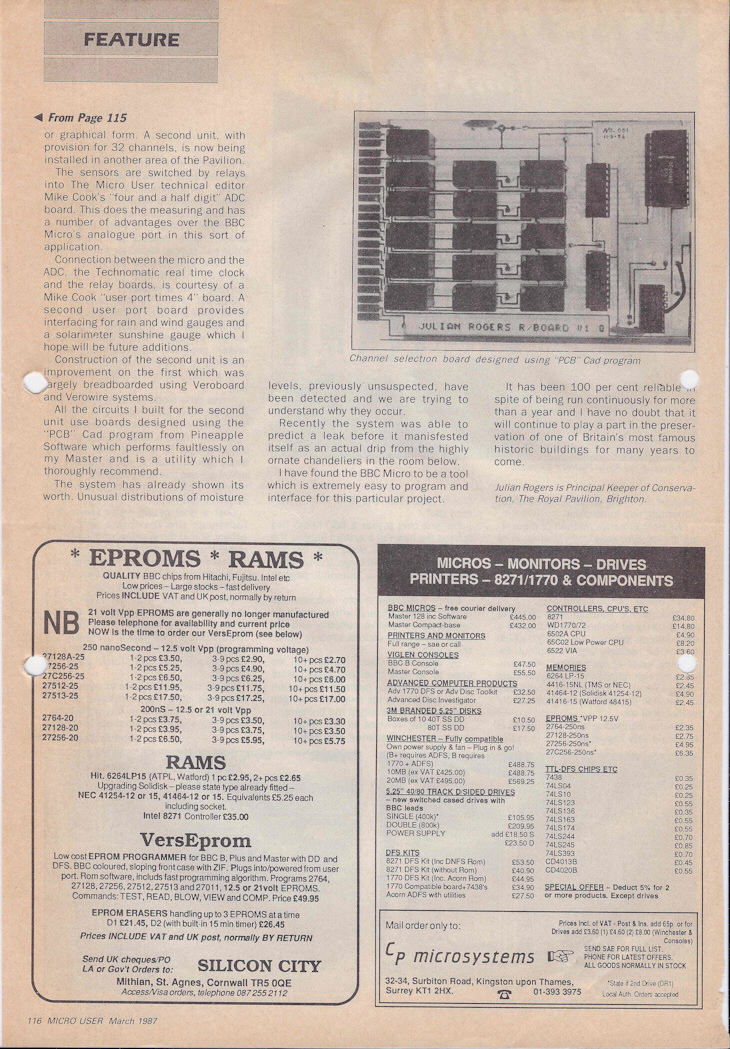 FEATURE
◄ From Page 115
or graphical form. A second unit, with
provision for 32 channels, is now being
installed in another area of the Pavilion.
The sensors are switched by relays
into The Micro User technical editor
Mike Cook's "four and a half digit" ADC
board. This does the measuring and has
a number of advantages over the BBC
Micro's analogue port in this sort of
application.
Connection between the micro and the
ADC, the Technomatic real time clock
and the relay boards, is courtesy of a
Mike Cook "user port times 4" board. A
second user port board provides
interfacing for rain and wind gauges and
a solarimeter sunshine gauge which I
hope will be future additions.
Construction of the second unit is an
improvement on the first which was
largely breadboarded using Veroboard
and Verowire systems.
All the circuits I built for the second
unit use boards designed using the
"PCB" Cad program from Pineapple
Software which performs faultlessly on
my Master and is a utility which I
thoroughly recommend.
The system has already shown its
worth. Unusual distributions of moisture
JULIAN ROGERS R/BOARD
Channel selection board designed using "PCB" Cad program
levels, previously unsuspected, have
been detected and we are trying to
understand why they occur.
Recently the system was able to
predict a leak before it manisfested
itself as an actual drip from the highly
ornate chandeliers in the room below.
I have found the BBC Micro to be a tool
which is extremely easy to program and
interface for this particular project.
It has been 100 per cent reliable in
spite of being run continuously for more
than a year and I have no doubt that it
will continue to play a part in the preser-
vation of one of Britain's most famous
historic buildings for many years to
come.
Julian Rogers is Principal Keeper of Conserva-
tion, The Royal Pavilion, Brighton.
* EPROMS * RAMS *
QUALITY BBC chips from Hitachi, Fujitsu. Intel etc
Low prices – Large stocks – fast delivery
Prices INCLUDE VAT and UK post, normally by return
NB 21 volt Vpp EPROMS are generally no longer manufactured
Please telephone for availability and current price
NOW is the time to order our VersEprom (see below)
250 nanoSecond - 12.5 volt Vpp (programming voltage)
27128A-25 1-2 pcs £3.50, 3-9 pcs £2.90, 10+ pcs £2.70
27256-25 1-2 pcs £5.25, 3-9 pcs £4.90, 10+ pcs £4.70
27C256-25 1-2 pcs £6.50, 3-9 pcs £6.25, 10+ pcs £6.00
27512-25 1-2 pcs £11.95, 3-9 pcs £11.75, 10+ pcs £11.50
27513-25 1-2 pcs £17.50, 3-9 pcs £17.25, 10+ pcs £17.00
200nS – 12.5 or 21 volt Vpp
2764-20 1-2 pcs £3.75, 3-9 pcs £3.50, 10+ pcs £3.30
27128-20 1-2 pcs £3.95, 3-9 pcs £3.75, 10+ pcs £3.50
27256-20 1-2 pcs £6.50, 3-9 pcs £5.95, 10+ pcs £5.75
RAMS
Hit. 6264LP15 (ATPL, Watford) 1 pc £2.95, 2+ pcs £2.65
Upgrading Solidisk – please state type already fitted –
NEC 41254-12 or 15, 41464-12 or 15. Equivalents £5.25 each
including socket.
Intel 8271 Controller £35.00
VersEprom
Low cost EPROM PROGRAMMER for BBC B, Plus and Master with DD and
DFS. BBC coloured, sloping front case with ZIF. Plugs into/powered from user
port. Rom software, includes fast programming algorithm. Programs 2764,
27128, 27256, 27512, 27513 and 27011, 12.5 or 21volt EPROMS.
Commands: TEST, READ, BLOW, VIEW and COMP. Price £49.95
EPROM ERASERS handling up to 3 EPROMS at a time
D1 £21.45, D2 (with built-in 15 min timer) £26.45
Prices INCLUDE VAT and UK post, normally BY RETURN
Send UK cheques/PO
LA or Gov't Orders to: SILICON CITY
Mithian, St. Agnes, Cornwall TR5 0QE
Access/Visa orders, telephone 087 255 2112
MICROS – MONITORS – DRIVES
PRINTERS – 8271/1770 & COMPONENTS
BBC MICROS – free courier delivery
Master 128 inc Software £445.00
Master Compact-base £432.00
PRINTERS AND MONITORS
Full range – sae or call
VIGLEN CONSOLES
BBC B Console £47.50
Master Console £55.50
ADVANCED COMPUTER PRODUCTS
Adv 1770 DFS or Adv Disc Toolkit £32.50
Advanced Disc Investigator £27.25
3M BRANDED 5.25" DISKS
Boxes of 10 40T SS DD £10.50
80T SS DD £17.50
WINCHESTER – Fully compatible
Own power supply & fan – Plug in & go!
(B+ requires ADFS, B requires
1770 + ADFS) £488.75
10MB (ex VAT £425.00) £488.75
20MB (ex VAT £495.00) £569.25
5.25" 40/80 TRACK D/SIDED DRIVES
– new switched cased drives with
BBC leads
SINGLE (400k)* £105.95
DOUBLE (800k) £209.95
POWER SUPPLY add £18.50 S
£23.50 D
DFS KITS
8271 DFS Kit (Inc DNFS Rom) £53.50
8271 DFS Kit (without Rom) £40.90
1770 DFS Kit (Inc. Acorn Rom) £44.95
1770 Compatible board+7438's £34.90
Acorn ADFS with utilities £27.50
CONTROLLERS, CPU'S, ETC
8271 £34.80
WD1770/72 £14.80
6502A CPU £4.90
65C02 Low Power CPU £8.20
6522 VIA £3.60
MEMORIES
6264 LP-15 £2.85
4416-15NL (TMS or NEC) £2.45
41464-12 (Solidisk 41254-12) £4.90
41416-15 (Watford 48415) £2.45
EPROMS *VPP 12.5V
2764-250ns £2.35
27128-250ns £2.75
27256-250ns* £4.95
27C256-250ns* £6.35
TTL-DFS CHIPS ETC
7438 £0.35
74LS04 £0.25
74LS10 £0.25
74LS123 £0.55
74LS136 £0.35
74LS163 £0.55
74LS174 £0.55
74LS244 £0.70
74LS245 £0.85
74LS393 £0.70
CD4013B £0.45
CD4020B £0.55
SPECIAL OFFER – Deduct 5% for 2
or more products. Except drives
Mail order only to:
Cp microsystems
32-34, Surbiton Road, Kingston upon Thames,
Surrey KT1 2HX. ☎ 01-393 3975
Prices incl. of VAT - Post & Ins. add 65p or for
Drives add £3.60 (1) £4.60 (2) £8.00 (Winchester &
Consoles)
SEND SAE FOR FULL LIST.
PHONE FOR LATEST OFFERS.
ALL GOODS NORMALLY IN STOCK
*State if 2nd Drive (DR1)
Local Auth. Orders accepted
116 MICRO USER March 1987